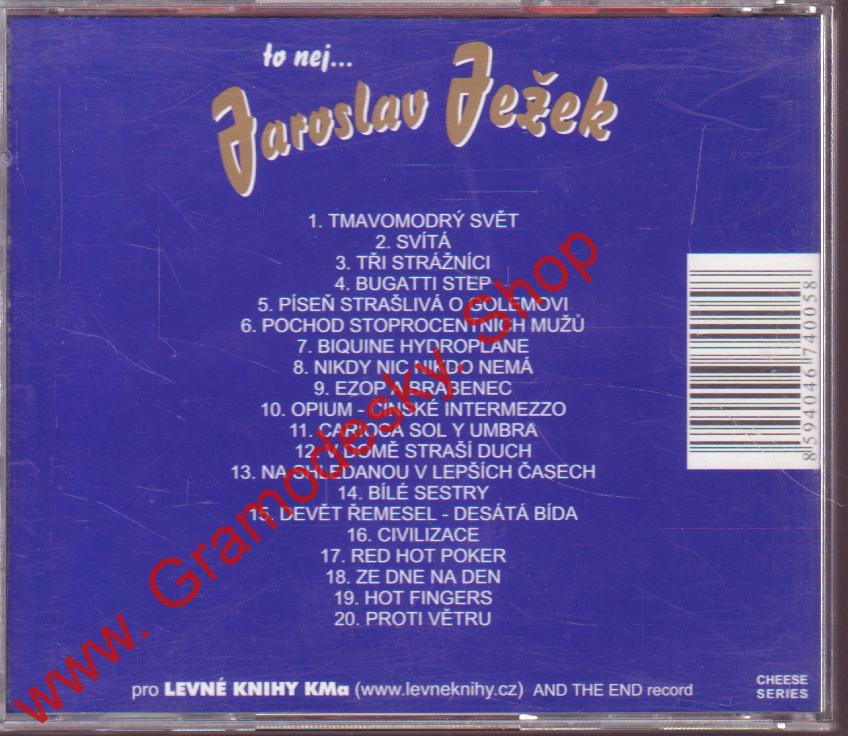 to nej...
Jaroslav Ježek
1. TMAVOMODRÝ SVĚT
2. SVÍTÁ
3. TŘI STRÁŽNÍCI
4. BUGATTI STEP
5. PÍSEŇ STRAŠLIVÁ O GOLEMOVI
6. POCHOD STOPROCENTNÍCH MUŽŮ
7. BIQUINE HYDROPLANE
8. NIKDY NIC NIKDO NEMÁ
9. EZOP A BRABENEC
10. OPIUM - ČÍNSKÉ INTERMEZZO
11. CARIOCA SOL Y UMBRA
12. V DOMĚ STRAŠÍ DUCH
13. NA SHLEDANOU V LEPŠÍCH ČASECH
14. BÍLÉ SESTRY
15. DEVĚT ŘEMESEL - DESÁTÁ BÍDA
16. CIVILIZACE
17. RED HOT POKER
18. ZE DNE NA DEN
19. HOT FINGERS
20. PROTI VĚTRU
pro LEVNÉ KNIHY KMa (www.levneknihy.cz) AND THE END record
CHEESE
SERIES
8594046740058
www. Gramodesky. Shop